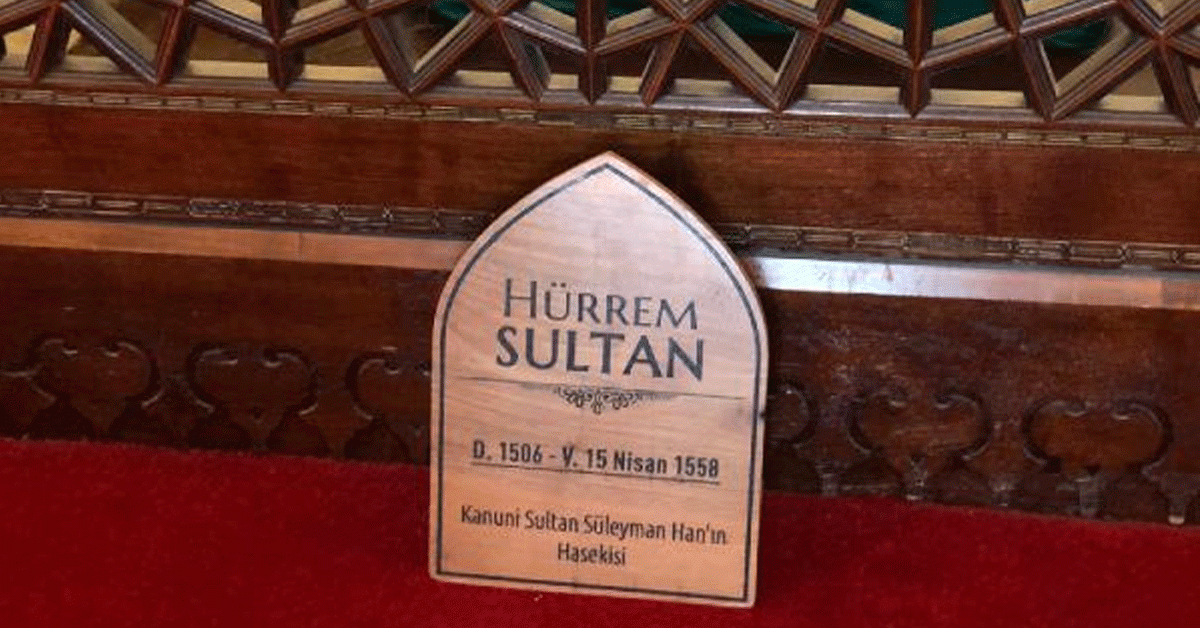 HÜRREM
SULTAN
D. 1506 - V. 15 Nisan 1558
Kanuni Sultan Süleyman Han'ın
Hasekisi